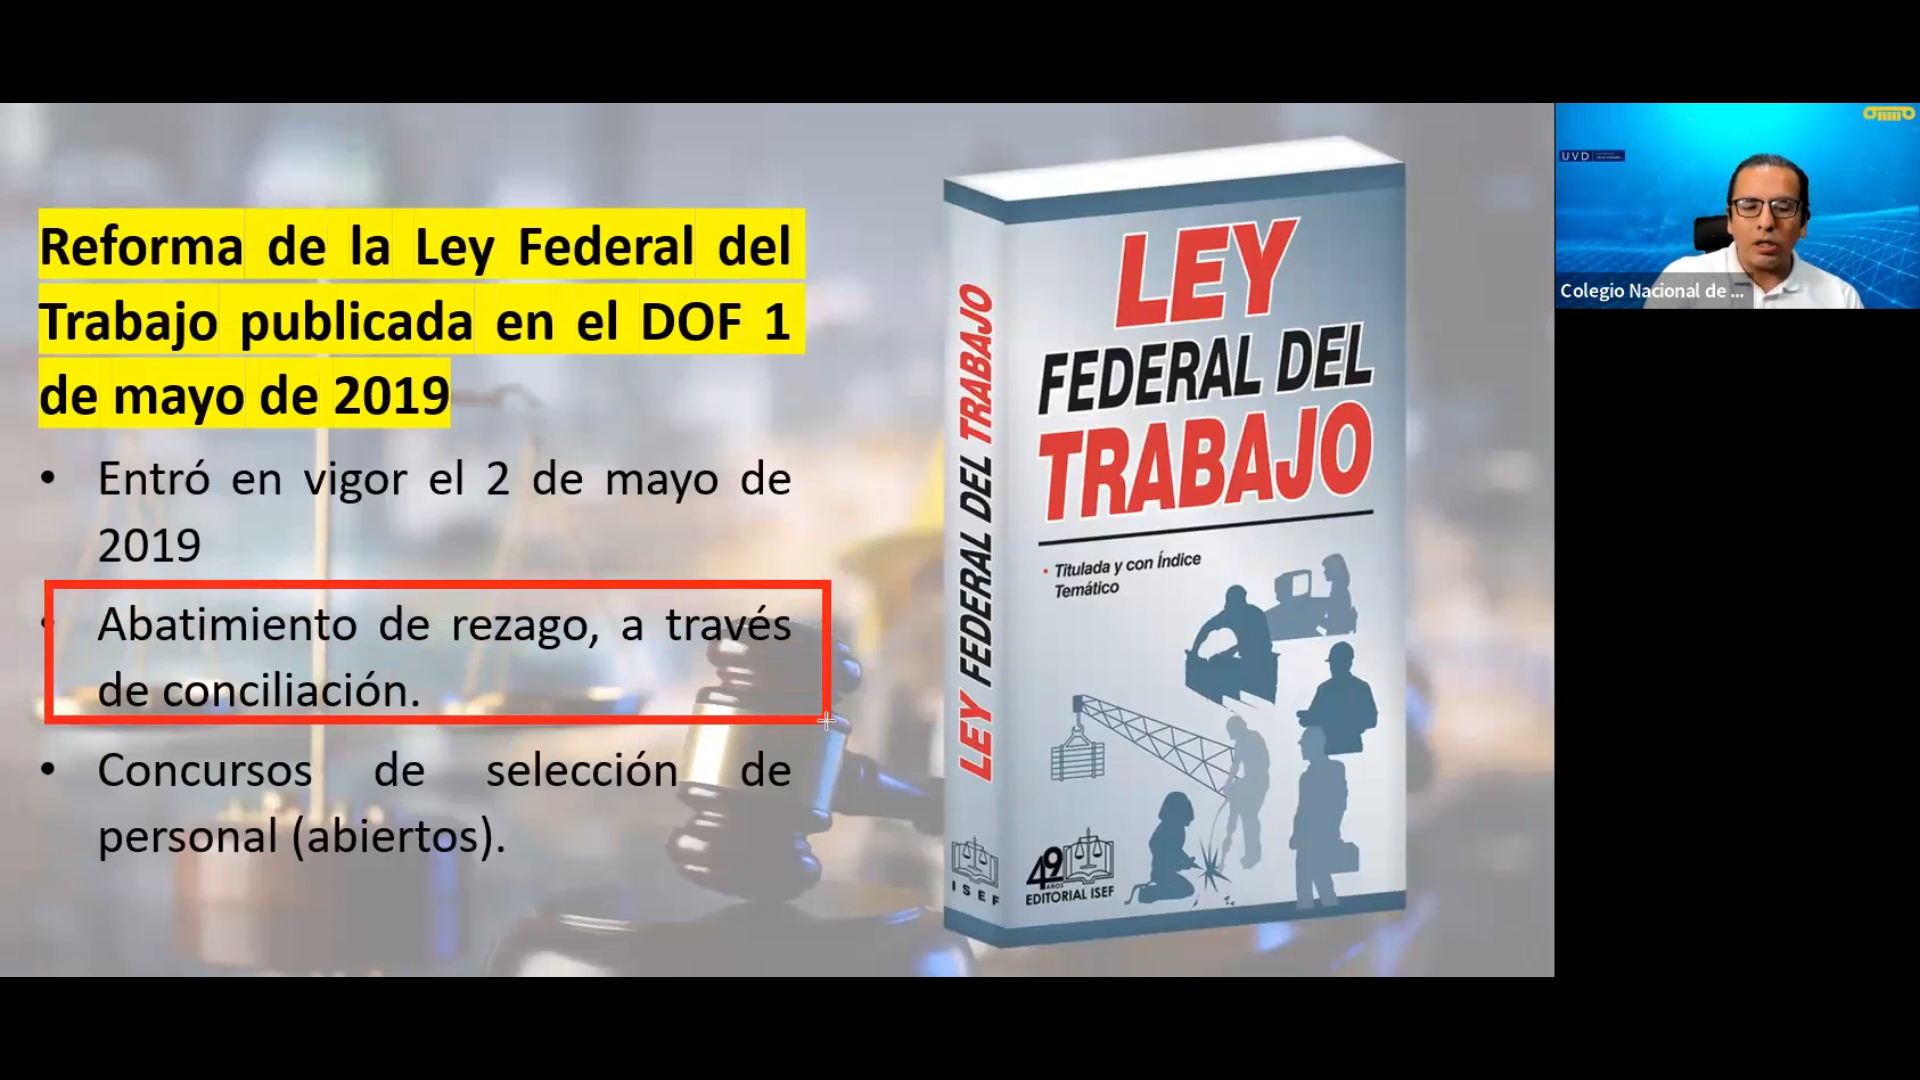 Reforma de la Ley Federal del
Trabajo publicada en el DOF 1
de mayo de 2019
• Entró en vigor el 2 de mayo de
2019
• Abatimiento de rezago, a través
de conciliación.
• Concursos de selección de
personal (abiertos).
LEY FEDERAL DEL TRABAJO
ISEF
LEY
FEDERAL DEL
TRABAJO
• Titulada y con Índice
Temático
49
AÑOS
EDITORIAL ISEF
UVD
Colegio Nacional de ...